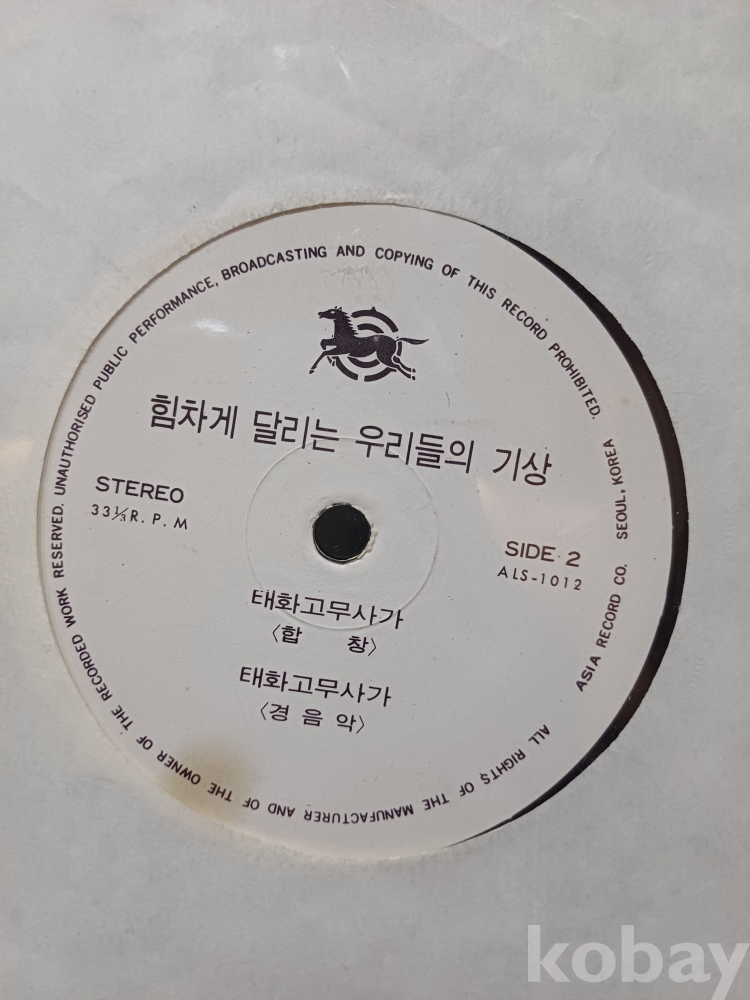 ALL RIGHTS OF THE MANUFACTURER AND OF THE OWNER OF THE RECORDED WORK RESERVED. UNAUTHORISED PUBLIC PERFORMANCE, BROADCASTING AND COPYING OF THIS RECORD PROHIBITED.
힘차게 달리는 우리들의 기상
STEREO
33⅓R. P. M
SIDE 2
ALS-1012
태화고무사가
〈합 창〉
태화고무사가
〈경 음 악〉
ASIA RECORD CO. SEOUL, KOREA
kobay